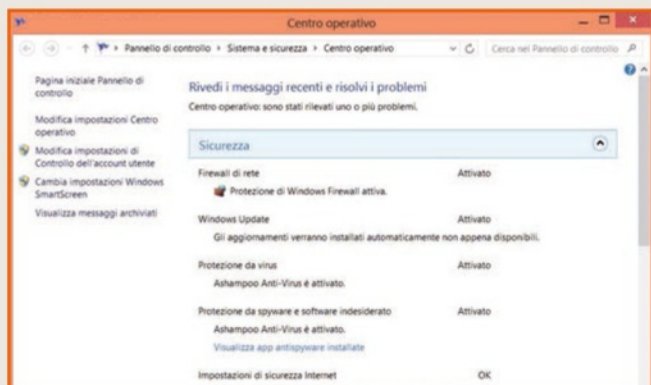 Centro operativo
Pannello di controllo
Sistema e sicurezza
Centro operativo
Cerca nel Pannello di controllo
Pagina iniziale Pannello di
controllo
Modifica impostazioni Centro
operativo
Modifica impostazioni di
Controllo dell'account utente
Cambia impostazioni Windows
SmartScreen
Visualizza messaggi archiviati
Rivedi i messaggi recenti e risolvi i problemi
Centro operativo: sono stati rilevati uno o più problemi.
Sicurezza
Firewall di rete Attivato
Protezione di Windows Firewall attiva.
Windows Update Attivato
Gli aggiornamenti verranno installati automaticamente non appena disponibili.
Protezione da virus Attivato
Ashampoo Anti-Virus è attivato.
Protezione da spyware e software indesiderato Attivato
Ashampoo Anti-Virus è attivato.
Visualizza app antispyware installate
Impostazioni di sicurezza Internet OK